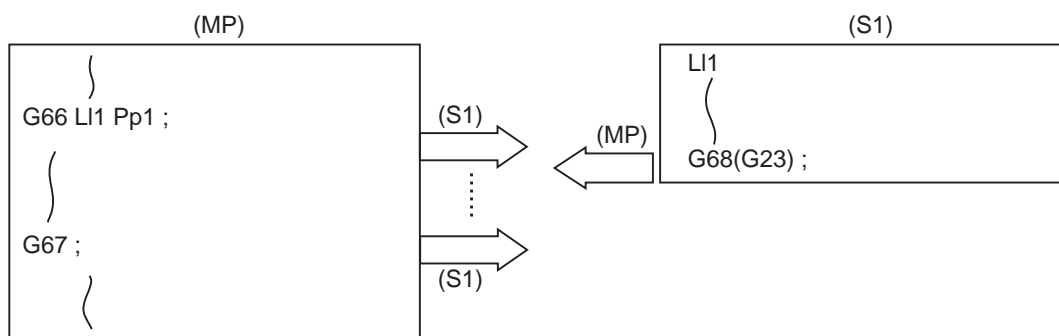 (MP)
G66 Ll1 Pp1 ;
G67 ;
(S1)
(MP)
(S1)
(S1)
Ll1
G68(G23) ;